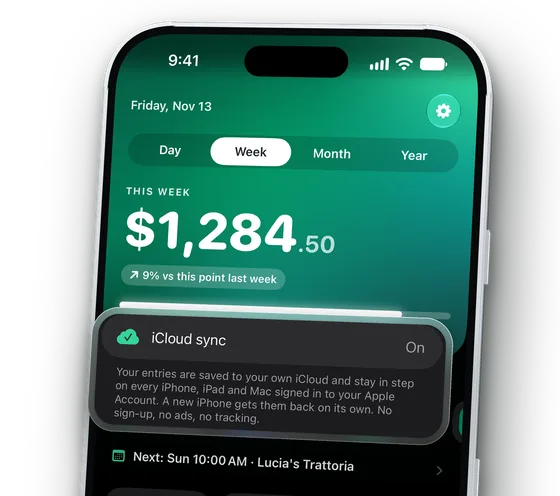 9:41
Friday, Nov 13
Day Week Month Year
THIS WEEK
$1,284.50
9% vs this point last week
iCloud sync On
Your entries are saved to your own iCloud and stay in step
on every iPhone, iPad and Mac signed in to your Apple
Account. A new iPhone gets them back on its own. No
sign-up, no ads, no tracking.
Next: Sun 10:00 AM · Lucia's Trattoria